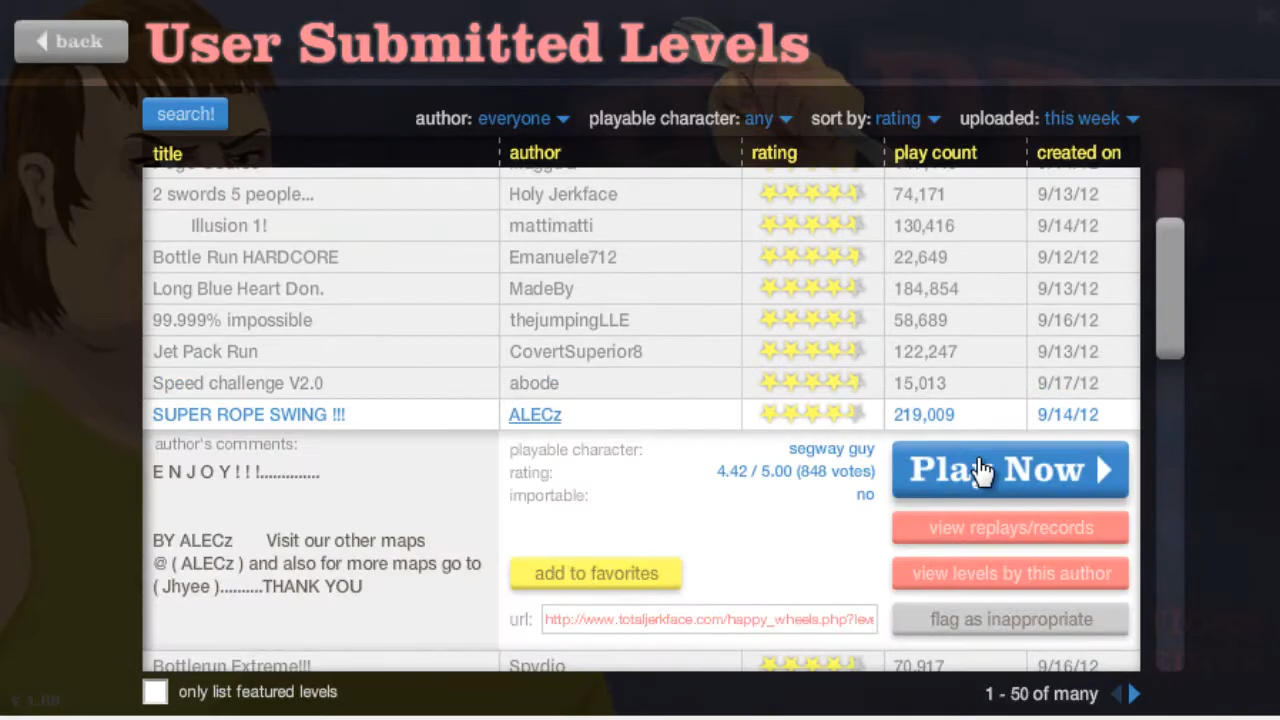 back
User Submitted Levels
search!
author: everyone playable character: any sort by: rating uploaded: this week
title author rating play count created on
2 swords 5 people... Holy Jerkface 74,171 9/13/12
Illusion 1! mattimatti 130,416 9/14/12
Bottle Run HARDCORE Emanuele712 22,649 9/12/12
Long Blue Heart Don. MadeBy 184,854 9/13/12
99.999% impossible thejumpingLLE 58,689 9/16/12
Jet Pack Run CovertSuperior8 122,247 9/13/12
Speed challenge V2.0 abode 15,013 9/17/12
SUPER ROPE SWING !!! ALECz 219,009 9/14/12
author's comments:
E N J O Y ! ! !..............
BY ALECz Visit our other maps
@ ( ALECz ) and also for more maps go to
( Jhyee )..........THANK YOU
playable character: segway guy
rating: 4.42 / 5.00 (848 votes)
importable: no
add to favorites
url: http://www.totaljerkface.com/happy_wheels.php?leve
Play Now
view replays/records
view levels by this author
flag as inappropriate
Bottlerun Extreme!!! Spydio 70,917 9/16/12
only list featured levels
1 - 50 of many